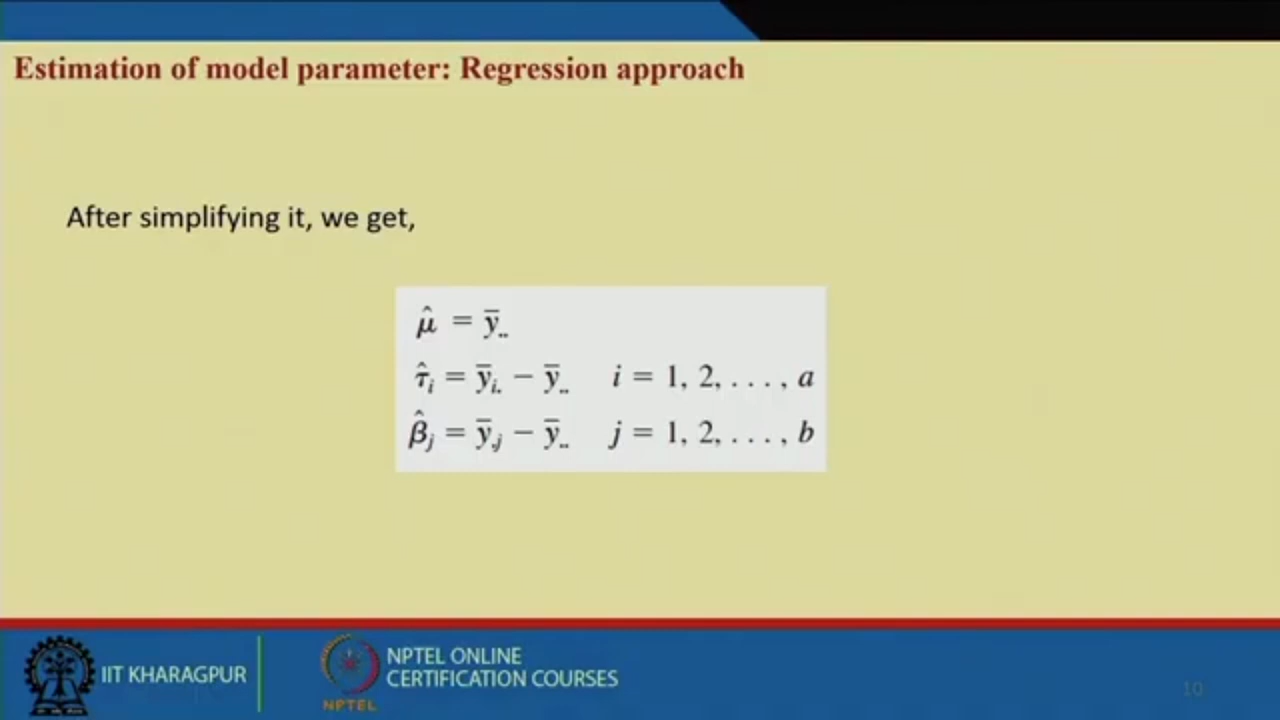 Estimation of model parameter: Regression approach
After simplifying it, we get,
μ̂ = ȳ..
τ̂ᵢ = ȳᵢ. − ȳ.. i = 1, 2, . . . , a
β̂ⱼ = ȳ.ⱼ − ȳ.. j = 1, 2, . . . , b
IIT KHARAGPUR
NPTEL
NPTEL ONLINE
CERTIFICATION COURSES
10